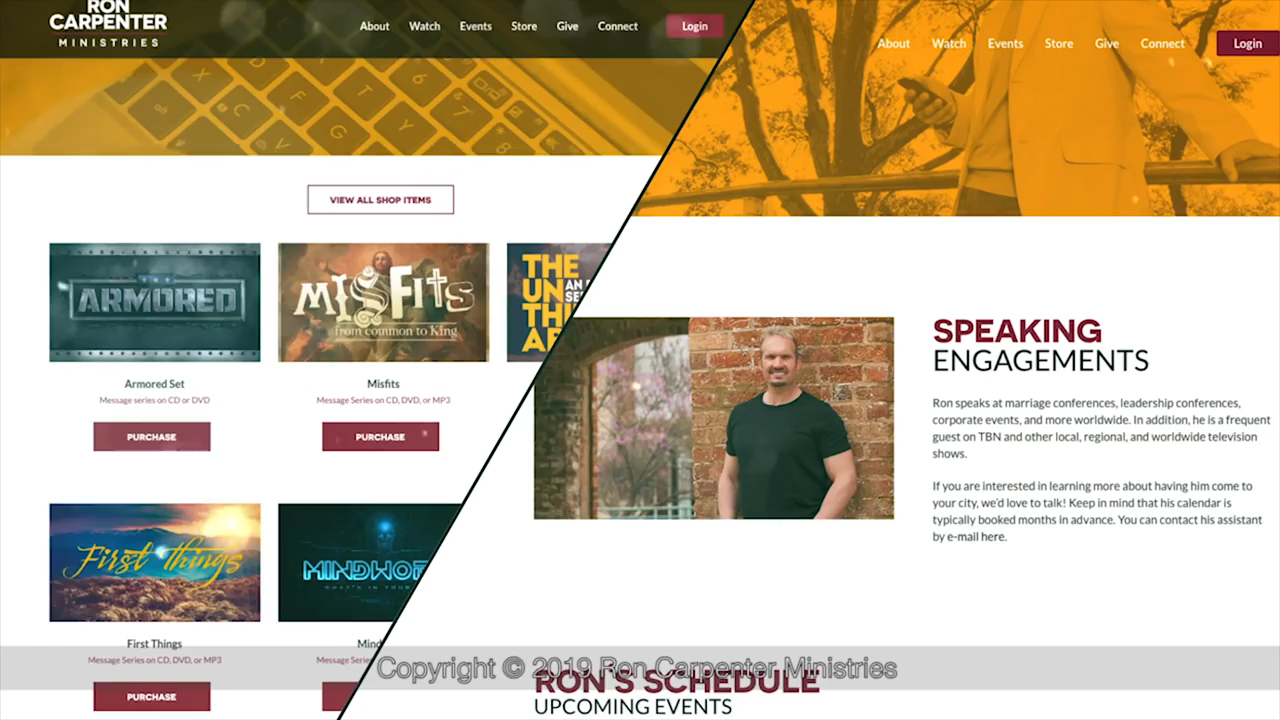 RON
CARPENTER
MINISTRIES
About Watch Events Store Give Connect Login
VIEW ALL SHOP ITEMS
ARMORED
MISFITS
from common to King
THE
UN
AN
SE
TH
Armored Set
Message series on CD or DVD
PURCHASE
Misfits
Message Series on CD, DVD, or MP3
PURCHASE
First things
MINDWOR
First Things
Message Series on CD, DVD, or MP3
PURCHASE
Mind
Message Serie
About Watch Events Store Give Connect Login
SPEAKING
ENGAGEMENTS
Ron speaks at marriage conferences, leadership conferences,
corporate events, and more worldwide. In addition, he is a frequent
guest on TBN and other local, regional, and worldwide television
shows.
If you are interested in learning more about having him come to
your city, we'd love to talk! Keep in mind that his calendar is
typically booked months in advance. You can contact his assistant
by e-mail here.
Copyright © 2019 Ron Carpenter Ministries
RON'S SCHEDULE
UPCOMING EVENTS